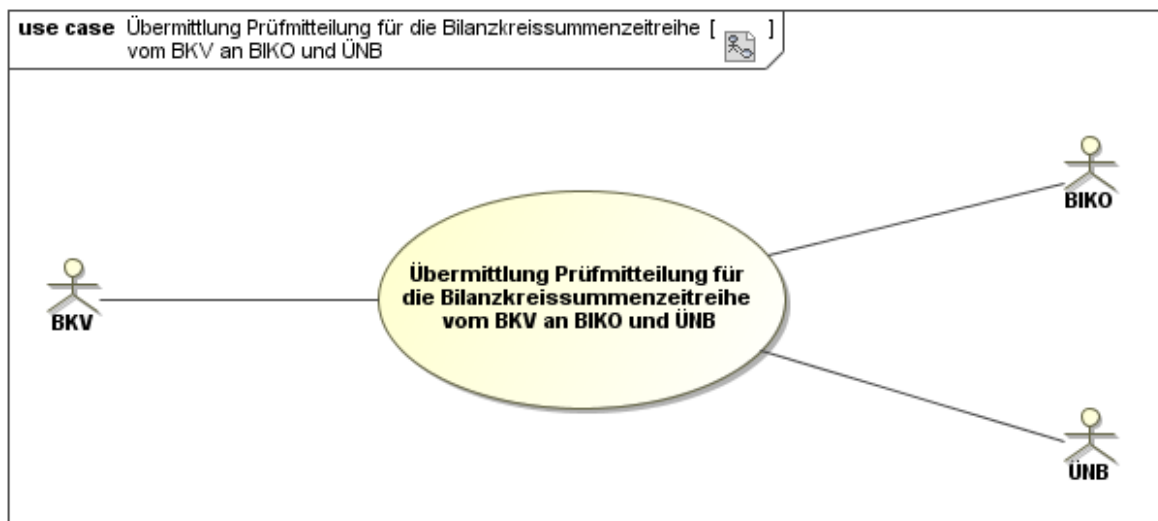 use case Übermittlung Prüfmitteilung für die Bilanzkreissummenzeitreihe [ ]
vom BKV an BIKO und ÜNB
BIKO
Übermittlung Prüfmitteilung für
die Bilanzkreissummenzeitreihe
vom BKV an BIKO und ÜNB
BKV
ÜNB